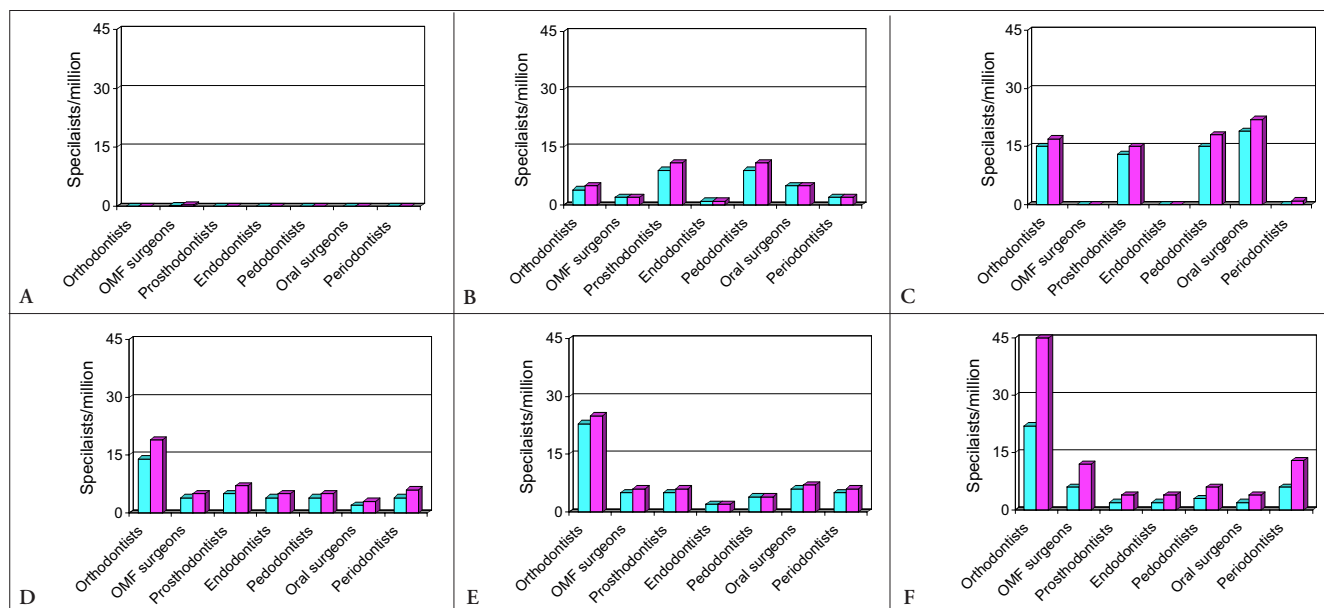 45
30
15
0
Specilaists/million
Orthodontists
OMF surgeons
Prosthodontists
Endodontists
Pedodontists
Oral surgeons
Periodontists
A
45
30
15
0
Specilaists/million
Orthodontists
OMF surgeons
Prosthodontists
Endodontists
Pedodontists
Oral surgeons
Periodontists
B
45
30
15
0
Specilaists/million
Orthodontists
OMF surgeons
Prosthodontists
Endodontists
Pedodontists
Oral surgeons
Periodontists
C
45
30
15
0
Specilaists/million
Orthodontists
OMF surgeons
Prosthodontists
Endodontists
Pedodontists
Oral surgeons
Periodontists
D
45
30
15
0
Specilaists/million
Orthodontists
OMF surgeons
Prosthodontists
Endodontists
Pedodontists
Oral surgeons
Periodontists
E
45
30
15
0
Specilaists/million
Orthodontists
OMF surgeons
Prosthodontists
Endodontists
Pedodontists
Oral surgeons
Periodontists
F